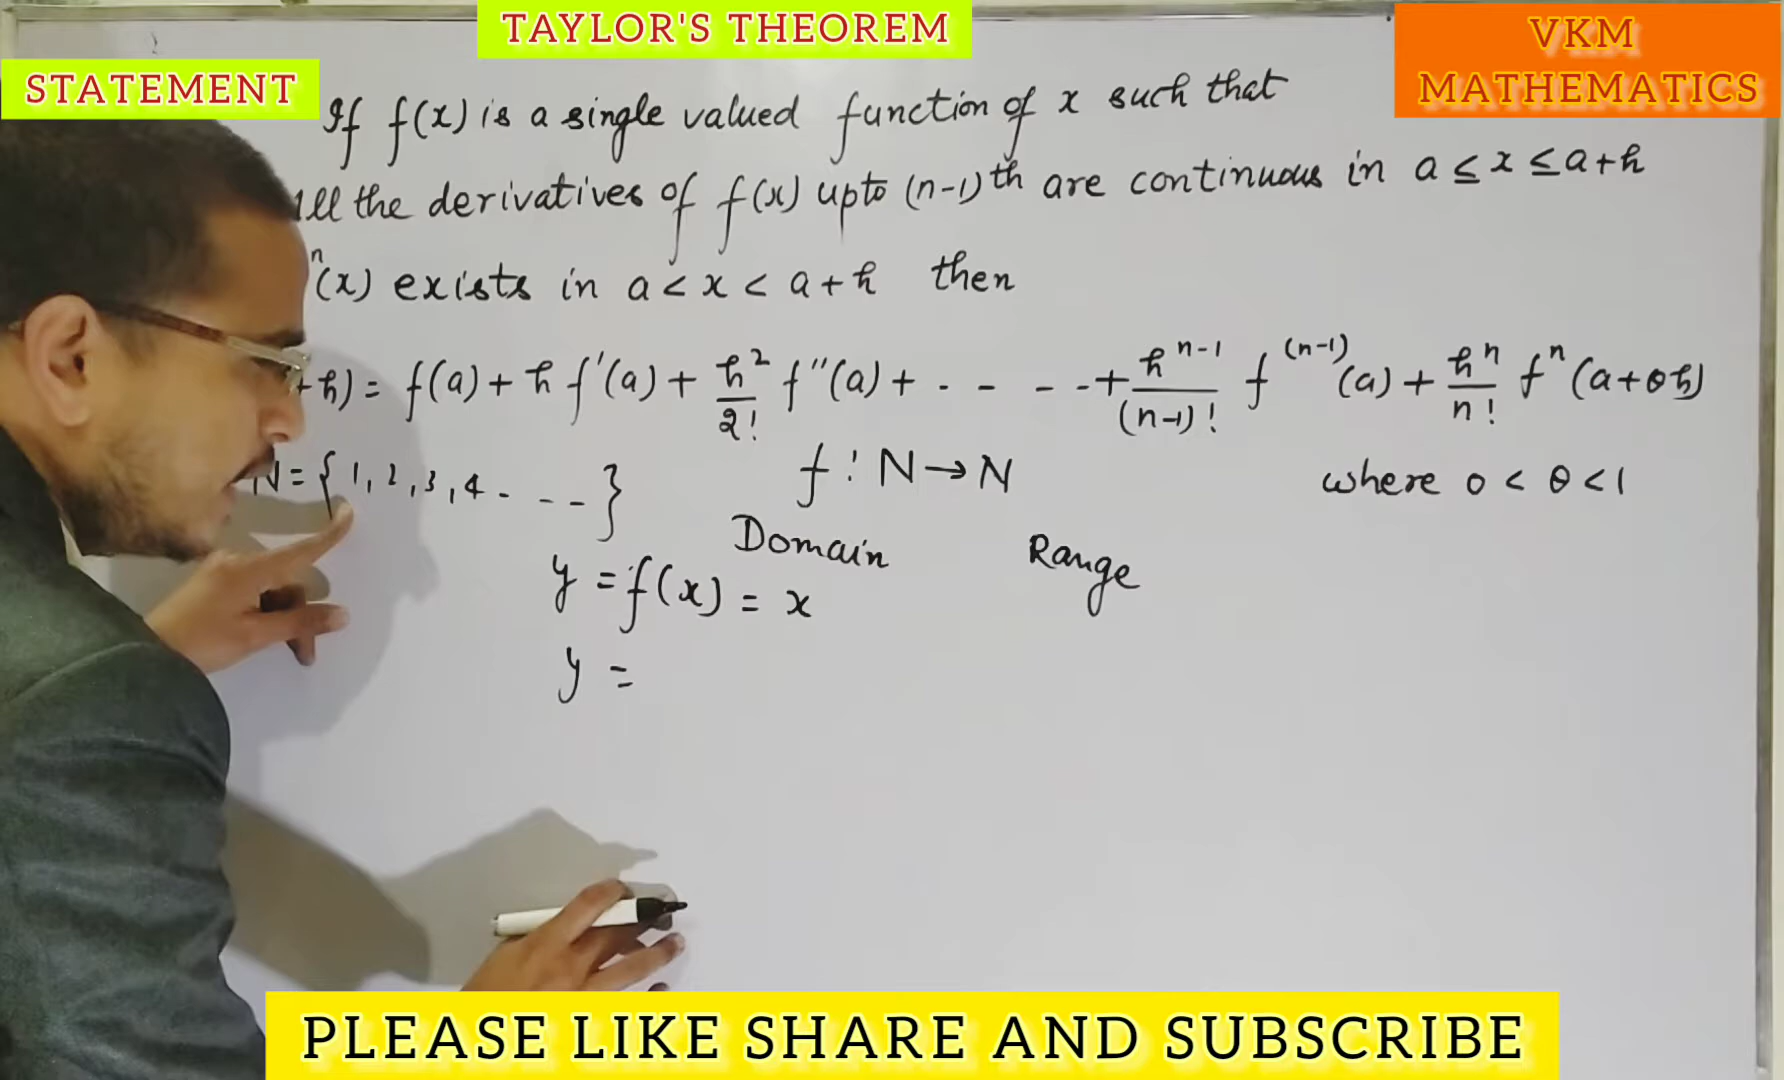 TAYLOR'S THEOREM
VKM
MATHEMATICS
STATEMENT
If f(x) is a single valued function of x such that
all the derivatives of f(x) upto (n-1)th are continuous in a ≤ x ≤ a+h
ⁿ(x) exists in a < x < a+h then
+h) = f(a) + h f'(a) + h²/2! f''(a) + . - - - -+ h^(n-1)/(n-1)! f^(n-1)(a) + hⁿ/n! fⁿ(a+θh)
N = { 1, 2, 3, 4 - - - } f : N → N where 0 < θ < 1
Domain Range
y = f(x) = x
y =
PLEASE LIKE SHARE AND SUBSCRIBE